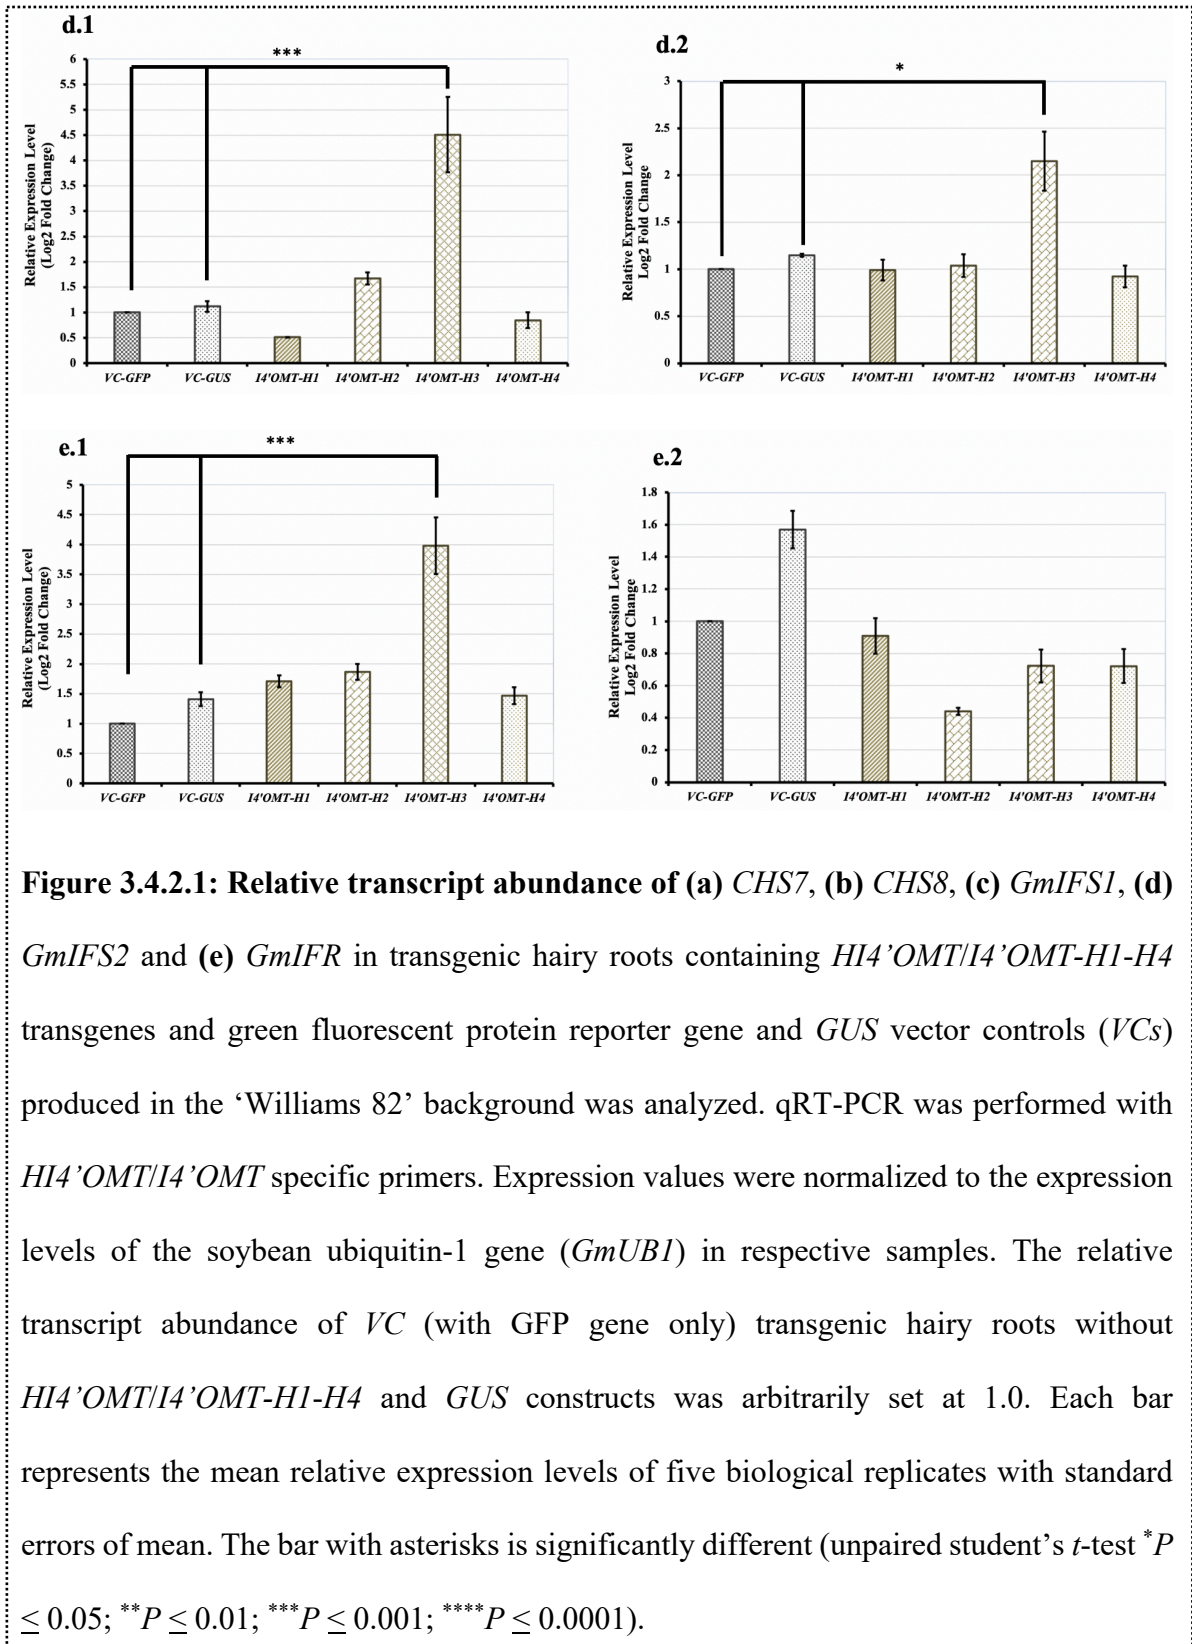 d.1
***
Relative Expression Level
(Log2 Fold Change)
6
5.5
5
4.5
4
3.5
3
2.5
2
1.5
1
0.5
0
VC-GFP VC-GUS I4'OMT-H1 I4'OMT-H2 I4'OMT-H3 I4'OMT-H4
d.2
*
Relative Expression Level
Log2 Fold Change
3
2.5
2
1.5
1
0.5
0
VC-GFP VC-GUS I4'OMT-H1 I4'OMT-H2 I4'OMT-H3 I4'OMT-H4
e.1
***
Relative Expression Level
(Log2 Fold Change)
5
4.5
4
3.5
3
2.5
2
1.5
1
0.5
0
VC-GFP VC-GUS I4'OMT-H1 I4'OMT-H2 I4'OMT-H3 I4'OMT-H4
e.2
Relative Expression Level
Log2 Fold Change
1.8
1.6
1.4
1.2
1
0.8
0.6
0.4
0.2
0
VC-GFP VC-GUS I4'OMT-H1 I4'OMT-H2 I4'OMT-H3 I4'OMT-H4
Figure 3.4.2.1: Relative transcript abundance of (a) CHS7, (b) CHS8, (c) GmIFS1, (d)
GmIFS2 and (e) GmIFR in transgenic hairy roots containing HI4’OMT/I4’OMT-H1-H4
transgenes and green fluorescent protein reporter gene and GUS vector controls (VCs)
produced in the ‘Williams 82’ background was analyzed. qRT-PCR was performed with
HI4’OMT/I4’OMT specific primers. Expression values were normalized to the expression
levels of the soybean ubiquitin-1 gene (GmUB1) in respective samples. The relative
transcript abundance of VC (with GFP gene only) transgenic hairy roots without
HI4’OMT/I4’OMT-H1-H4 and GUS constructs was arbitrarily set at 1.0. Each bar
represents the mean relative expression levels of five biological replicates with standard
errors of mean. The bar with asterisks is significantly different (unpaired student’s t-test *P
≤ 0.05; **P ≤ 0.01; ***P ≤ 0.001; ****P ≤ 0.0001).